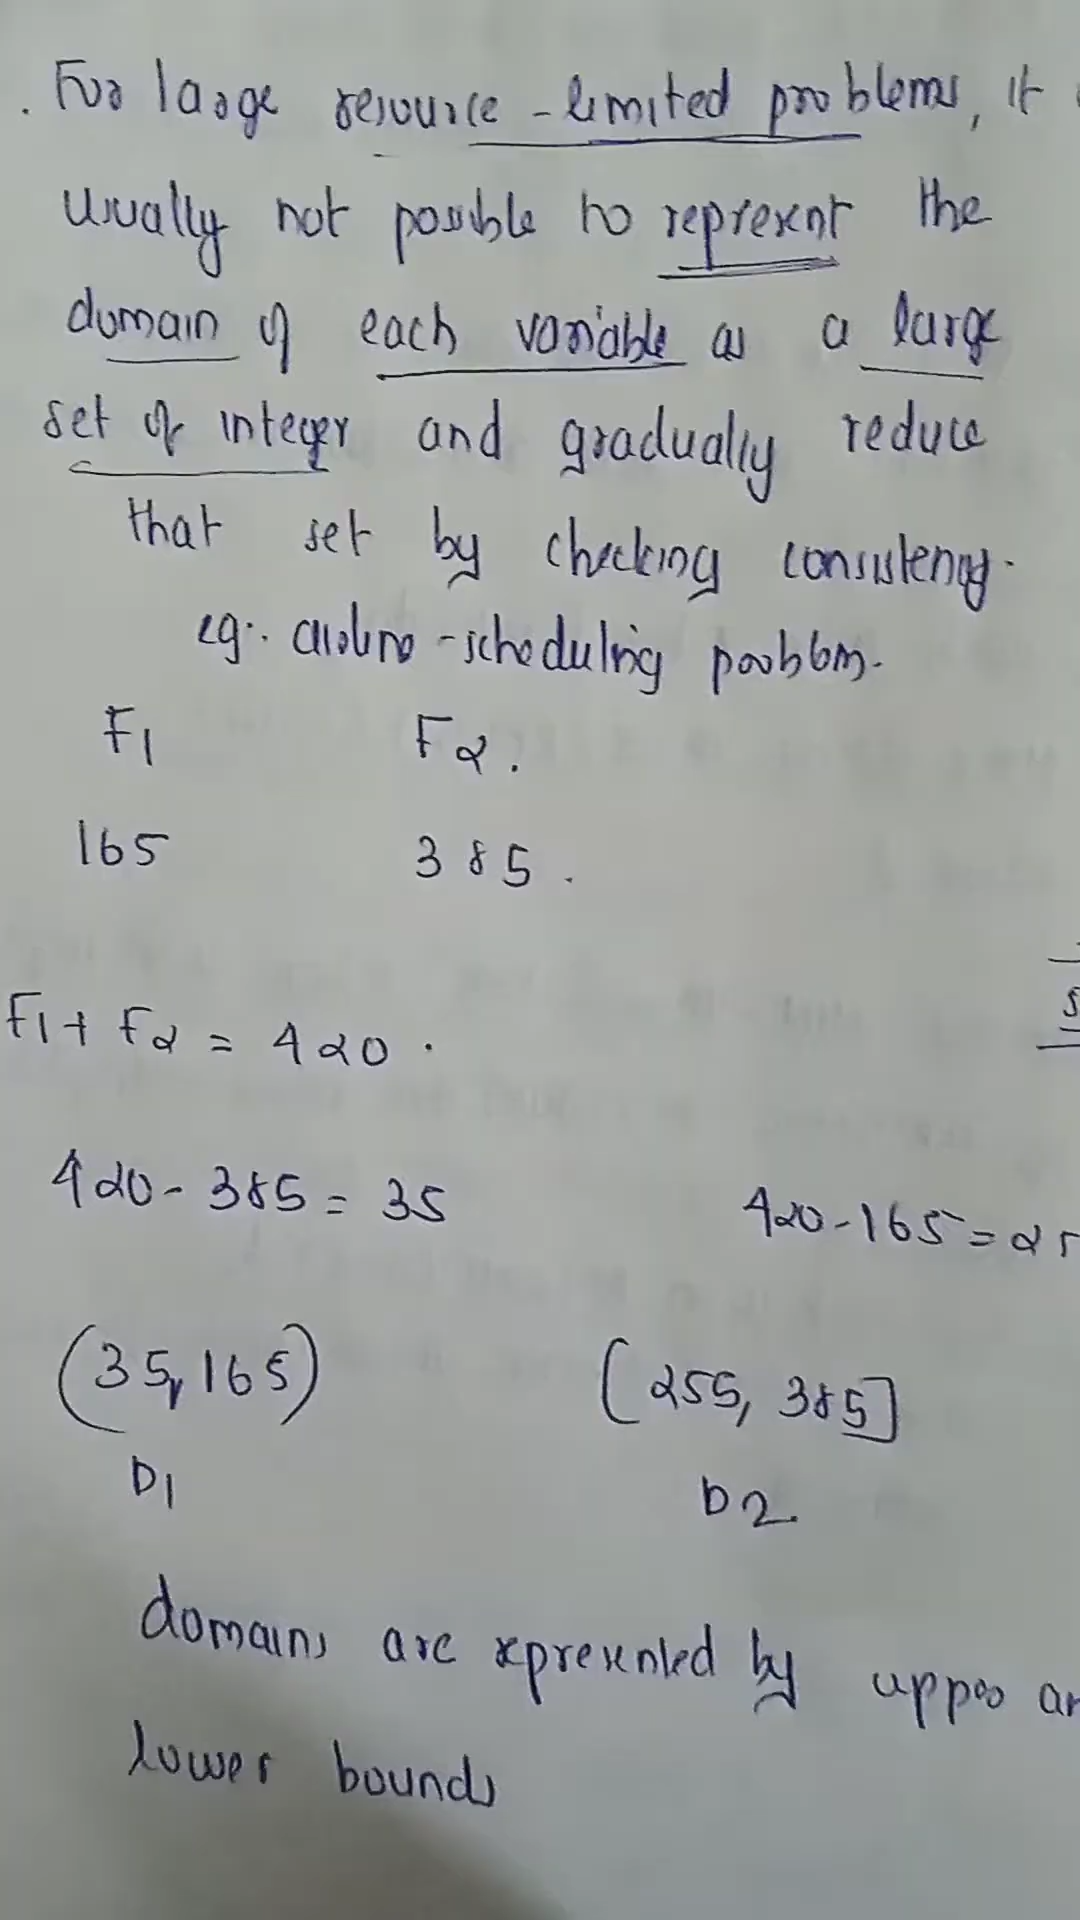 . For large resource-limited problems, it
usually not possible to represent the
domain of each variable as a large
set of integer and gradually reduce
that set by checking consistency.
eg:. airline-scheduling problem.
F1 F2.
165 385.
F1 + F2 = 420.
420 - 385 = 35
420 - 165 = 25
(35, 165) [255, 385]
D1 D2.
domains are represented by upper an
lower bounds